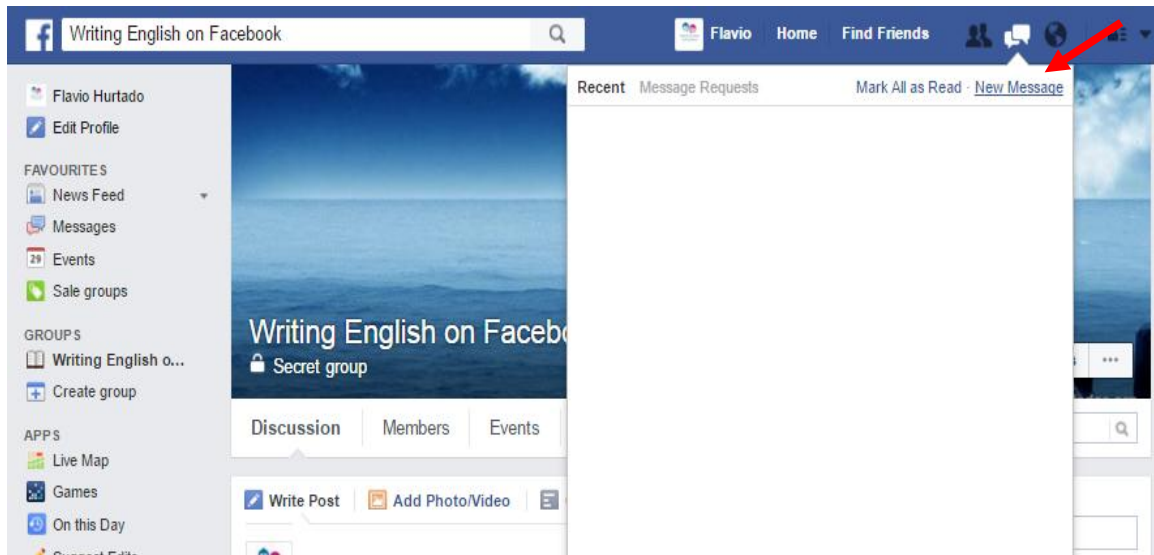 f Writing English on Facebook Flavio Home Find Friends
Flavio Hurtado
Edit Profile
FAVOURITES
News Feed
Messages
29 Events
Sale groups
GROUPS
Writing English o...
Create group
APPS
Live Map
Games
On this Day
Recent Message Requests Mark All as Read · New Message
Writing English on Facebo
Secret group
Discussion Members Events
Write Post Add Photo/Video